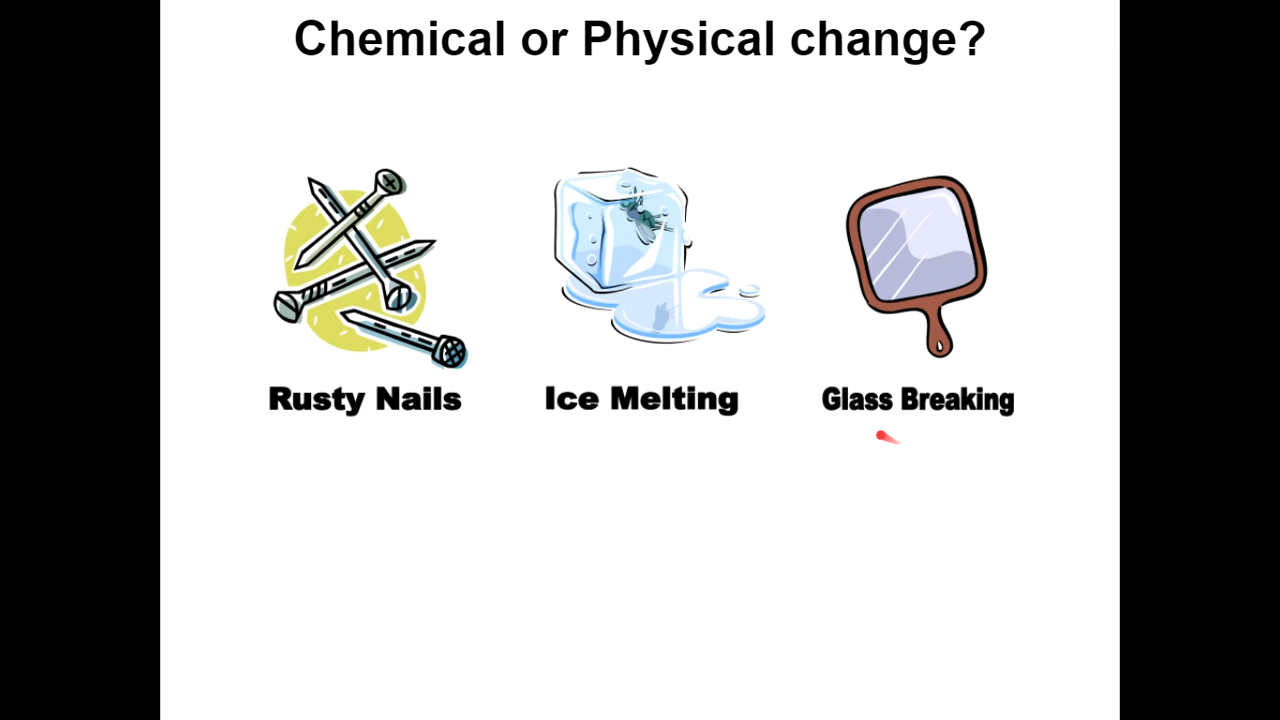 Chemical or Physical change?
Rusty Nails
Ice Melting
Glass Breaking